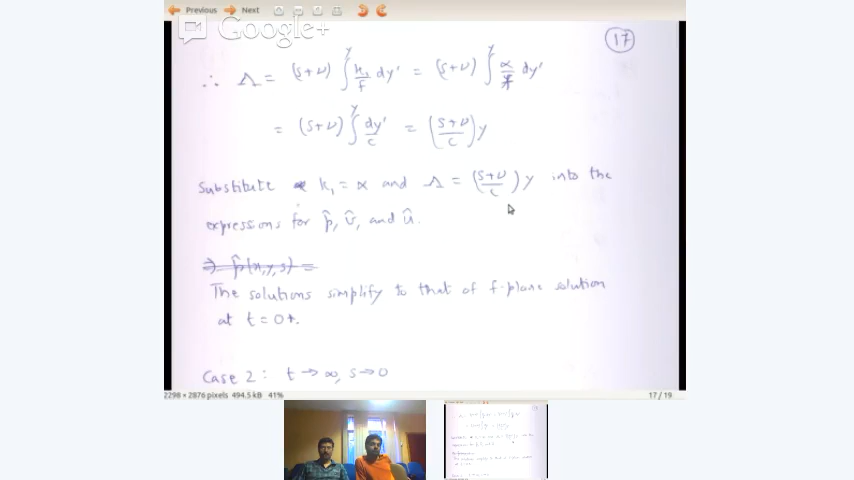 Previous Next
Google+
17
∴ Λ = (s+ν) ∫^y k₁/f dy' = (s+ν) ∫^y α/f dy'
= (s+ν) ∫^y dy'/c = ((s+ν)/c) y
Substitute k₁ = α and Λ = ((s+ν)/c) y into the
expressions for p̂, v̂, and û.
⇒ p̂(x,y,s) =
The solutions simplify to that of f-plane solution
at t = 0+.
Case 2: t → ∞, s → 0
2298 × 2876 pixels 494.5 kB 41%
17 / 19